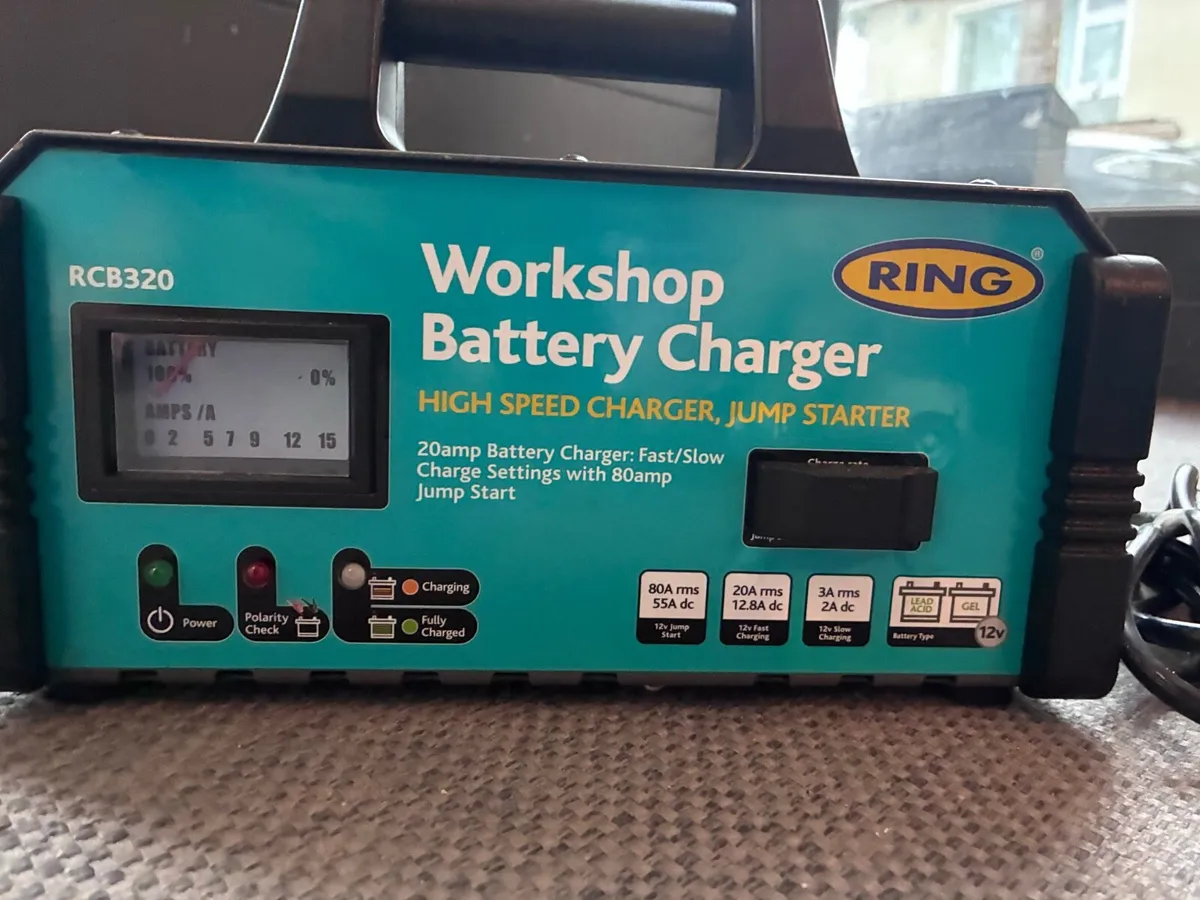 RCB320
BATTERY
100%
0%
AMPS /A
0 2 5 7 9 12 15
Workshop
Battery Charger
HIGH SPEED CHARGER, JUMP STARTER
20amp Battery Charger: Fast/Slow
Charge Settings with 80amp
Jump Start
RING®
Charge rate
Power
Polarity
Check
Charging
Fully
Charged
80A rms
55A dc
12v Jump
Start
20A rms
12.8A dc
12v Fast
Charging
3A rms
2A dc
12v Slow
Charging
LEAD
ACID
GEL
Battery Type
12v